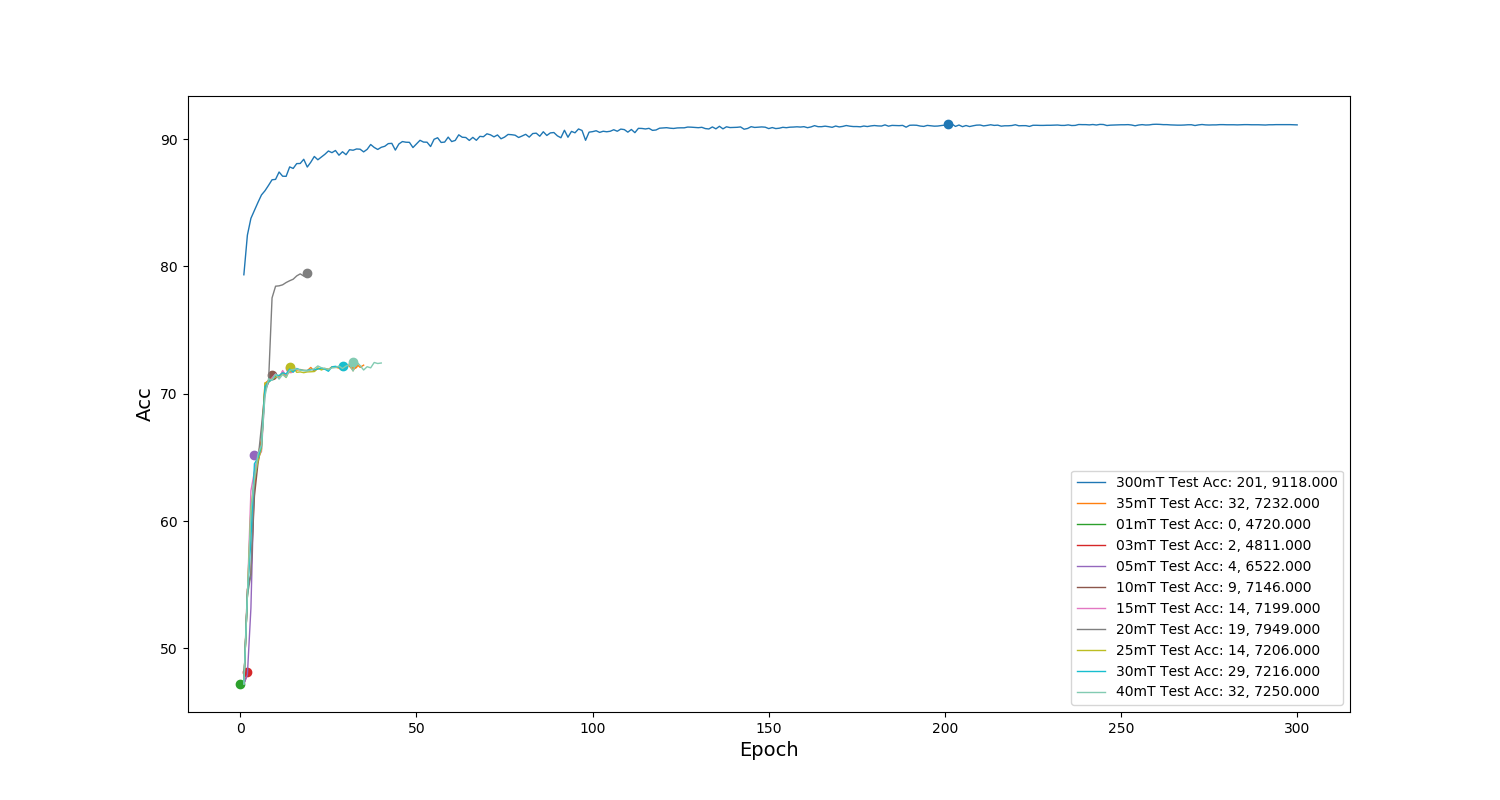 90
80
70
60
50
Acc
300mT Test Acc: 201, 9118.000
35mT Test Acc: 32, 7232.000
01mT Test Acc: 0, 4720.000
03mT Test Acc: 2, 4811.000
05mT Test Acc: 4, 6522.000
10mT Test Acc: 9, 7146.000
15mT Test Acc: 14, 7199.000
20mT Test Acc: 19, 7949.000
25mT Test Acc: 14, 7206.000
30mT Test Acc: 29, 7216.000
40mT Test Acc: 32, 7250.000
0 50 100 150 200 250 300
Epoch